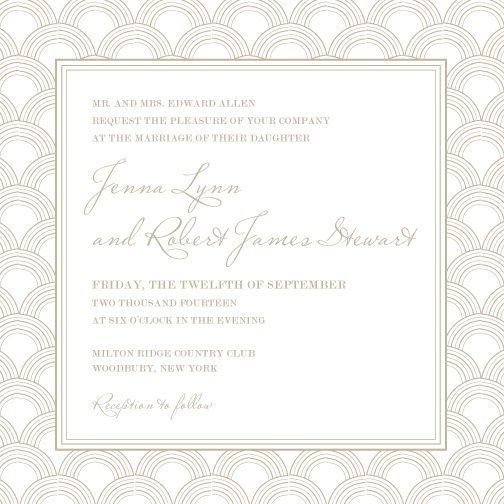 MR. AND MRS. EDWARD ALLEN
REQUEST THE PLEASURE OF YOUR COMPANY
AT THE MARRIAGE OF THEIR DAUGHTER
Jenna Lynn
and Robert James Stewart
FRIDAY, THE TWELFTH OF SEPTEMBER
TWO THOUSAND FOURTEEN
AT SIX O'CLOCK IN THE EVENING
MILTON RIDGE COUNTRY CLUB
WOODBURY, NEW YORK
Reception to follow